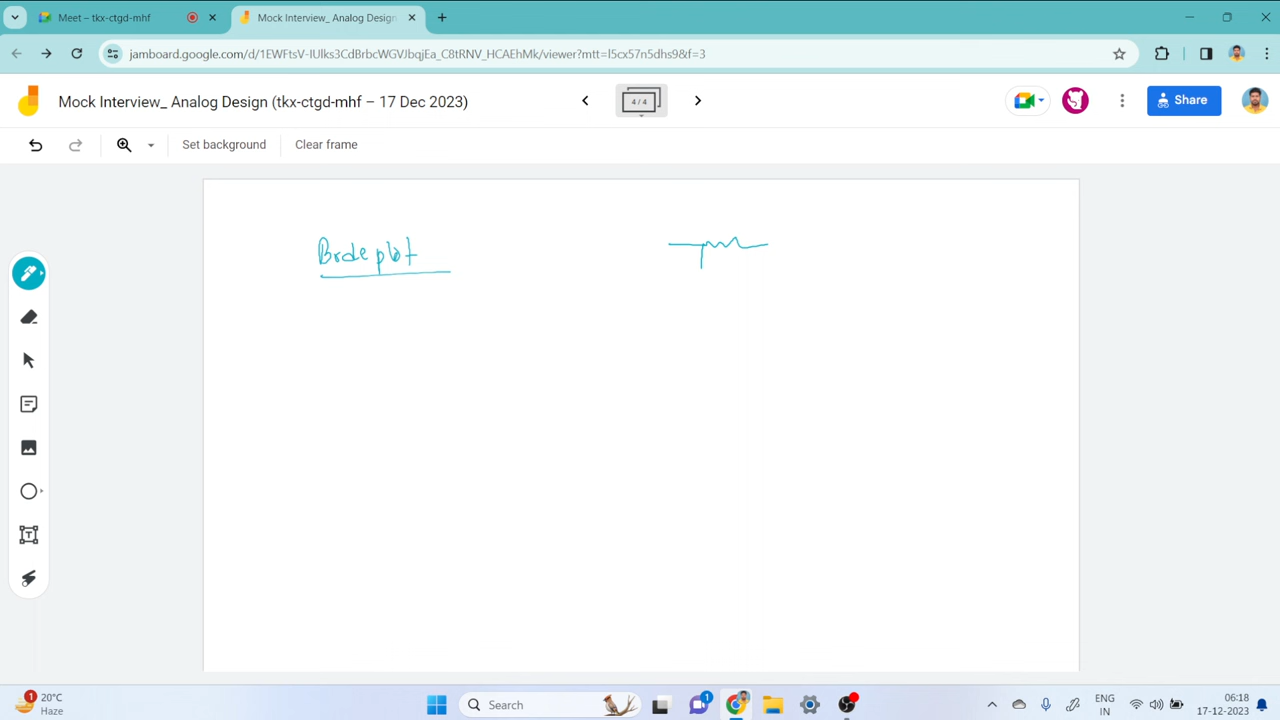 Meet – tkx-ctgd-mhf
Mock Interview_ Analog Design
jamboard.google.com/d/1EWFtsV-IUlks3CdBrbcWGVJbqjEa_C8tRNV_HCAEhMk/viewer?mtt=l5cx57n5dhs9&f=3
Mock Interview_ Analog Design (tkx-ctgd-mhf – 17 Dec 2023)
4 / 4
Share
Set background
Clear frame
Bode plot
1
20°C
Haze
Search
1
ENG
IN
06:18
17-12-2023